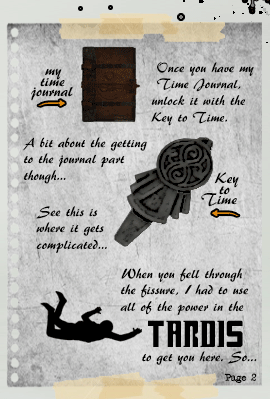 my
time
journal
Once you have my
Time Journal,
unlock it with the
Key to Time.
A bit about the getting
to the journal part
though...
Key
to
Time
See this is
where it gets
complicated...
When you fell through
the fissure, I had to use
all of the power in the
TARDIS
to get you here. So...
Page 2